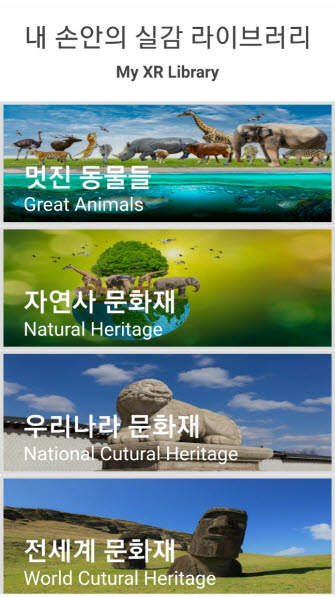 내 손안의 실감 라이브러리
My XR Library
멋진 동물들
Great Animals
자연사 문화재
Natural Heritage
우리나라 문화재
National Cutural Heritage
전세계 문화재
World Cutural Heritage